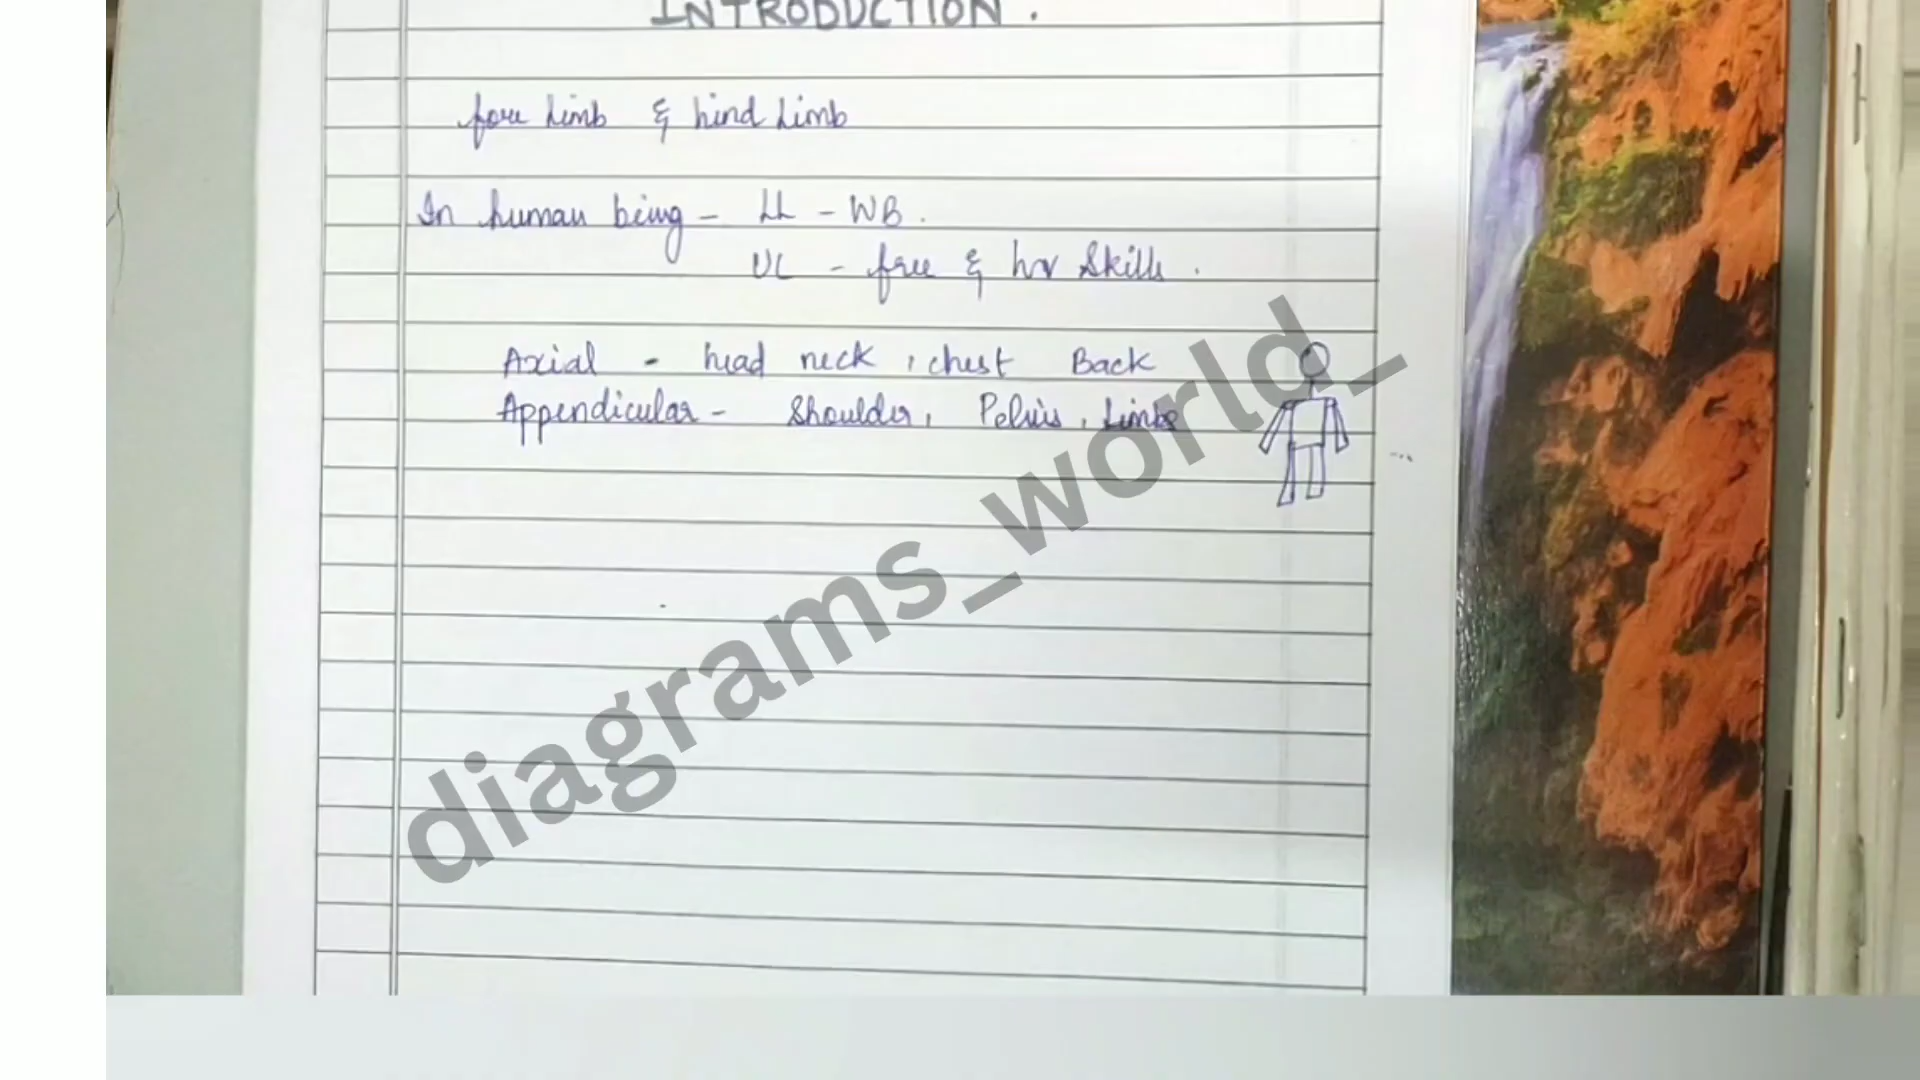 INTRODUCTION.
fore limb & hind limb
In human being - LL - WB.
UL - free & for skills.
Axial - head neck, chest Back
Appendicular - Shoulder, Pelvis, limbs
diagrams_world_